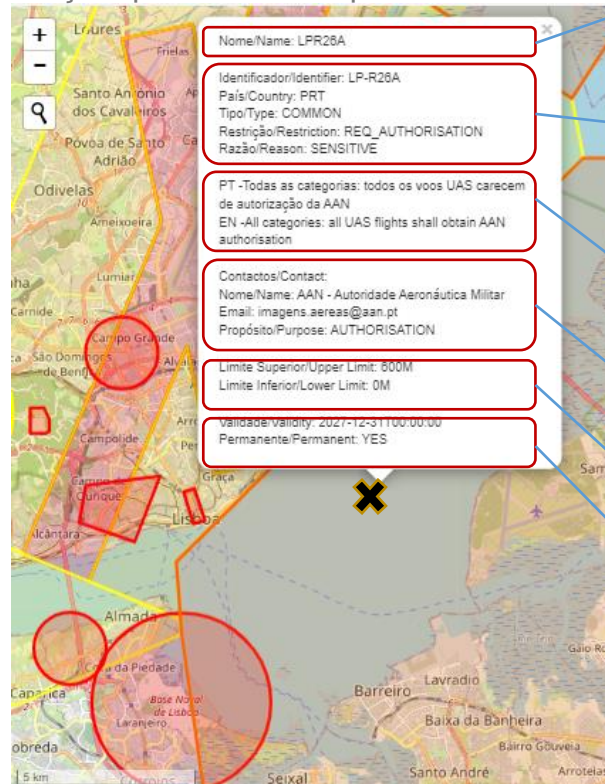 Loures
Frielas
Santo António
dos Cavaleiros
Póvoa de Santo
Adrião
Odivelas
Ameixoeira
Lumiar
Carnide
Campo Grande
São Domingos
de Benfica
Campolide
Campo de
Ourique
Graça
Lisboa
Alcântara
Almada
Cova da Piedade
Caparica
Base Naval
de Lisboa
Laranjeiro
Barreiro
Lavradio
Baixa da Banheira
Bairro Gouveia
Santo André
Arroteias
Seixal
5 km
+
−
×
Nome/Name: LPR26A
Identificador/Identifier: LP-R26A
País/Country: PRT
Tipo/Type: COMMON
Restrição/Restriction: REQ_AUTHORISATION
Razão/Reason: SENSITIVE
PT -Todas as categorias: todos os voos UAS carecem
de autorização da AAN
EN -All categories: all UAS flights shall obtain AAN
authorisation
Contactos/Contact:
Nome/Name: AAN - Autoridade Aeronáutica Militar
Email: imagens.aereas@aan.pt
Propósito/Purpose: AUTHORISATION
Limite Superior/Upper Limit: 600M
Limite Inferior/Lower Limit: 0M
Validade/Validity: 2027-12-31T00:00:00
Permanente/Permanent: YES